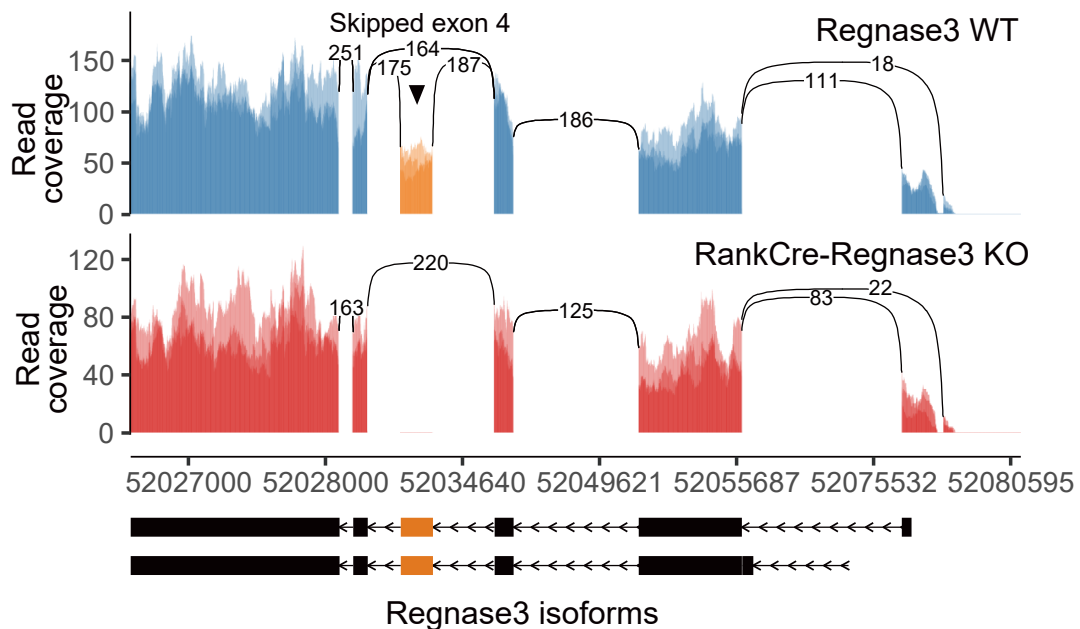 Skipped exon 4
Regnase3 WT
Read
coverage
150
100
50
0
251
175
164
187
186
18
111
RankCre-Regnase3 KO
Read
coverage
120
80
40
0
163
220
125
22
83
52027000 52028000 52034640 52049621 52055687 52075532 52080595
Regnase3 isoforms